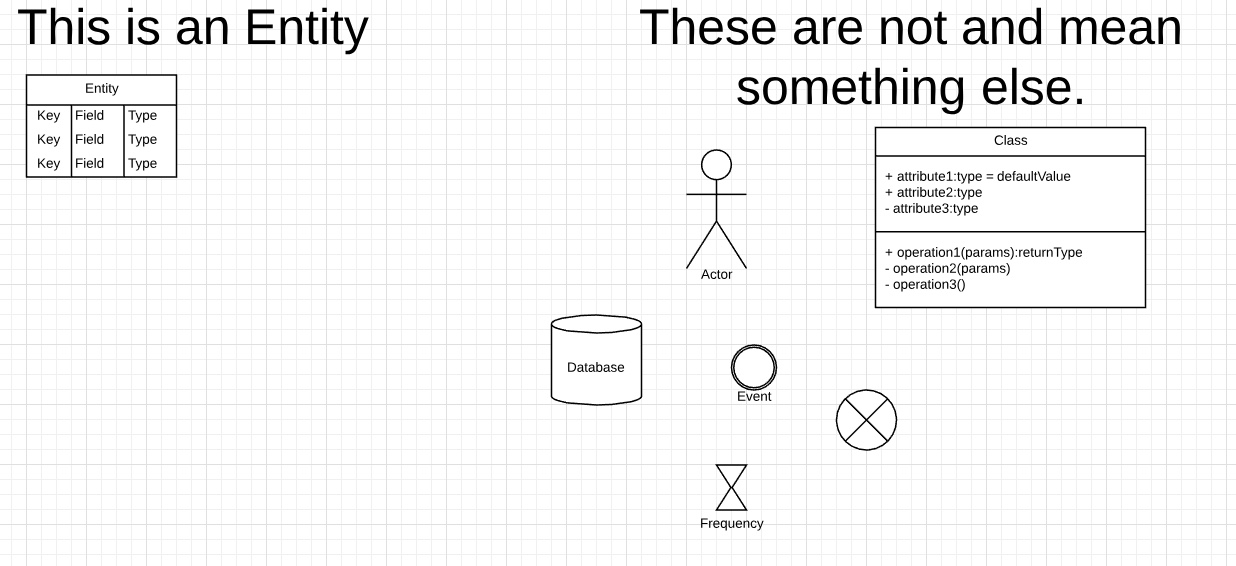 This is an Entity
These are not and mean
something else.
Entity
Key Field Type
Key Field Type
Key Field Type
Class
+ attribute1:type = defaultValue
+ attribute2:type
- attribute3:type
+ operation1(params):returnType
- operation2(params)
- operation3()
Actor
Database
Event
Frequency